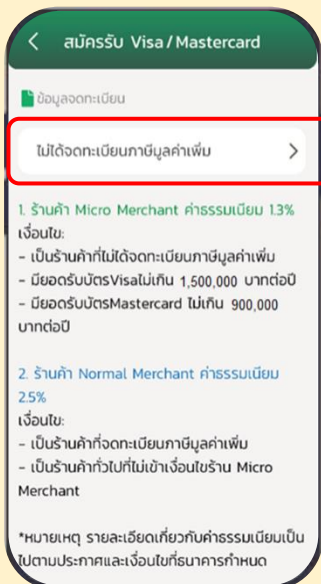 สมัครรับ Visa / Mastercard
ข้อมูลจดทะเบียน
ไม่ได้จดทะเบียนภาษีมูลค่าเพิ่ม
1. ร้านค้า Micro Merchant ค่าธรรมเนียม 1.3%
เงื่อนไข:
- เป็นร้านค้าที่ไม่ได้จดทะเบียนภาษีมูลค่าเพิ่ม
- มียอดรับบัตรVisaไม่เกิน 1,500,000 บาทต่อปี
- มียอดรับบัตรMastercard ไม่เกิน 900,000
บาทต่อปี
2. ร้านค้า Normal Merchant ค่าธรรมเนียม
2.5%
เงื่อนไข:
- เป็นร้านค้าที่จดทะเบียนภาษีมูลค่าเพิ่ม
- เป็นร้านค้าทั่วไปที่ไม่เข้าเงื่อนไขร้าน Micro
Merchant
*หมายเหตุ รายละเอียดเกี่ยวกับค่าธรรมเนียมเป็น
ไปตามประกาศและเงื่อนไขที่ธนาคารกำหนด